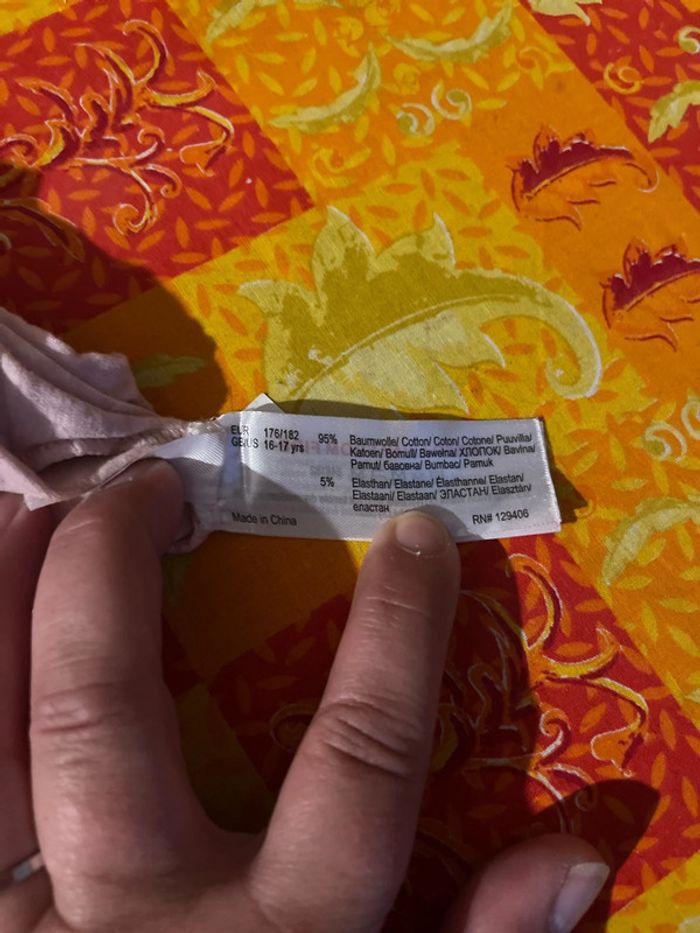 EUR 176/182 95% Baumwolle/ Cotton/ Coton/ Cotone/ Puuvilla/
GB/US 16-17 yrs Katoen/ Bomull/ Bawełna/ ХЛОПОК/ Bavlna/
Pamut/ бавовна/ Bumbac/ Pamuk
5% Elasthan/ Elastane/ Élasthanne/ Elastan/
Elastaani/ Elastaan/ ЭЛАСТАН/ Elasztán/
еластан
Made in China RN# 129406